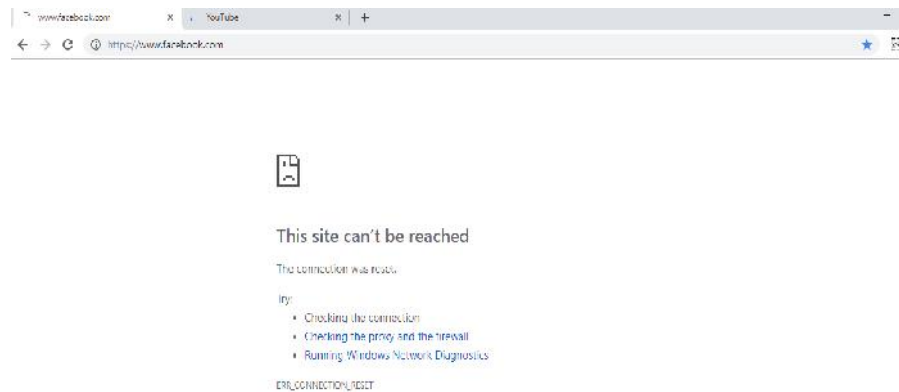 www.facebook.com YouTube
https://www.facebook.com
This site can't be reached
The connection was reset.
Try:
Checking the connection
Checking the proxy and the firewall
Running Windows Network Diagnostics
ERR_CONNECTION_RESET